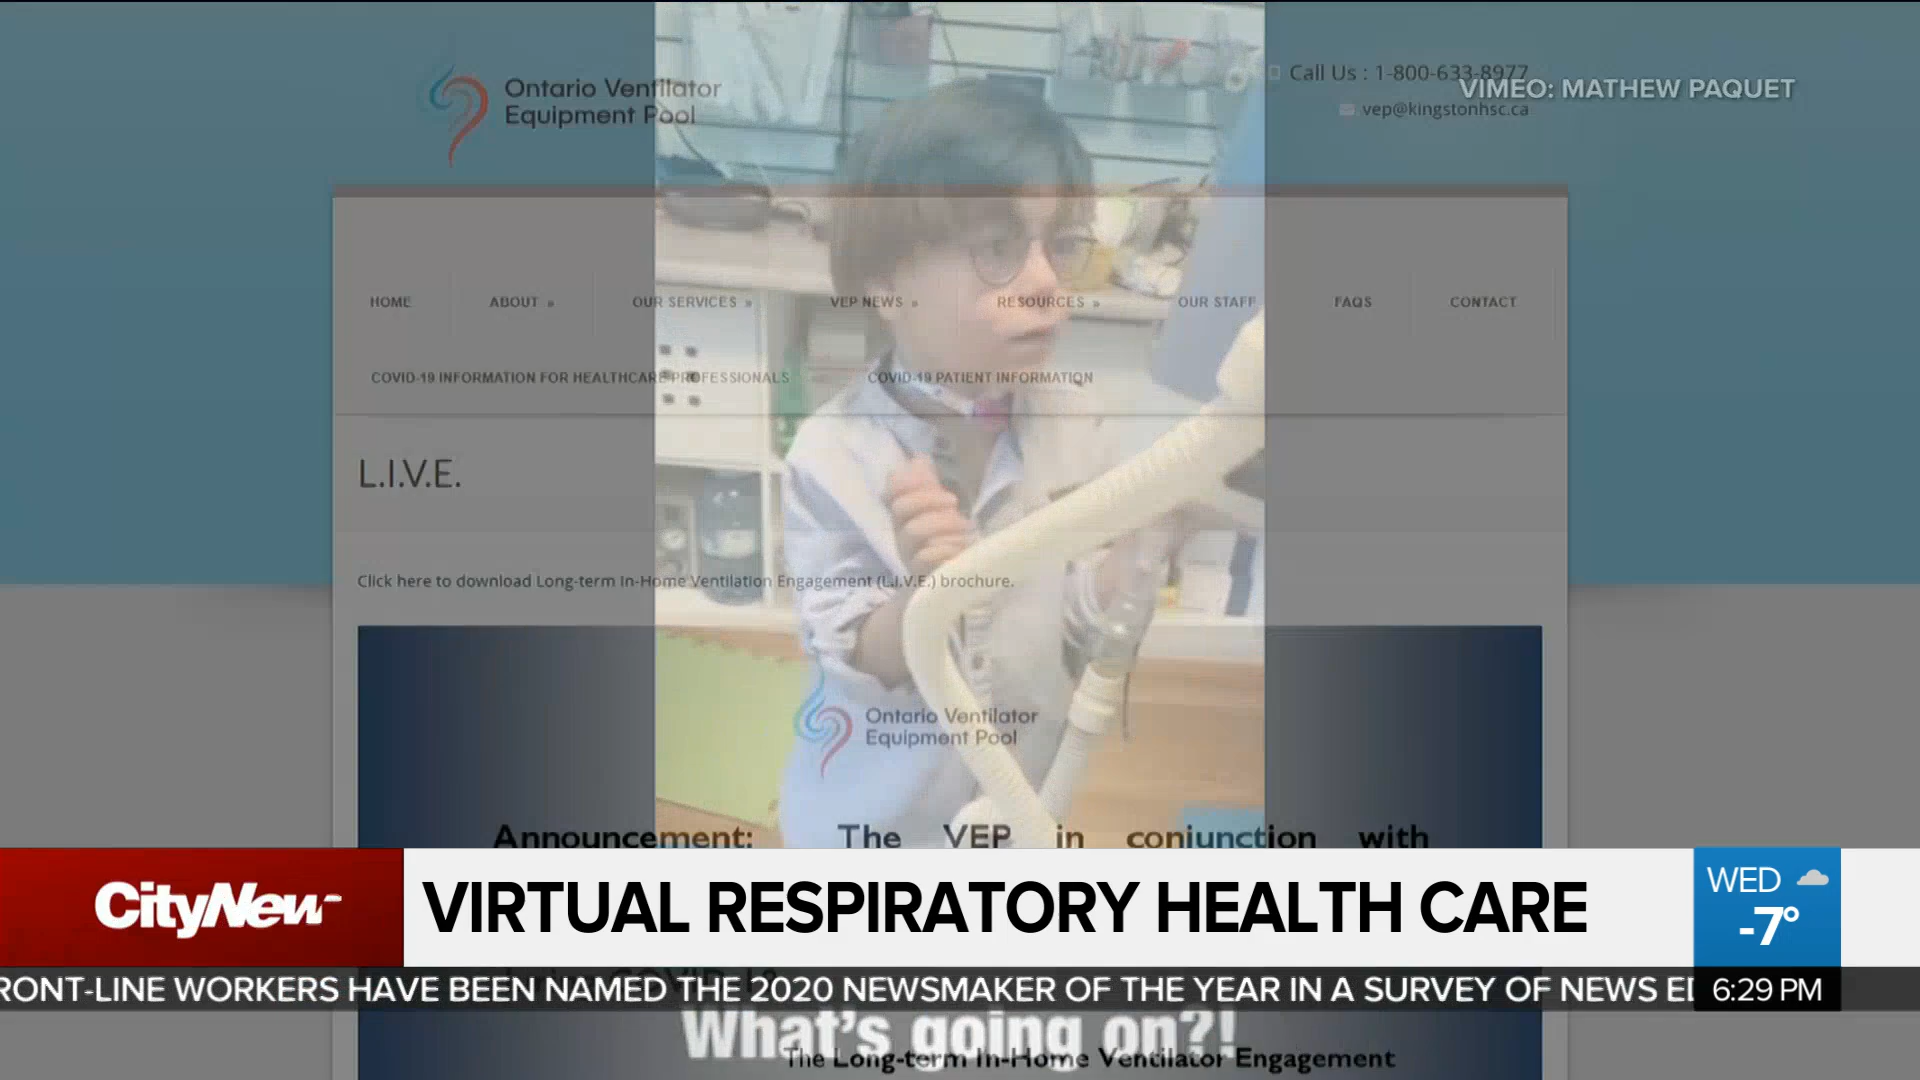 Ontario Ventilator
Equipment Pool
Call Us : 1-800-633-8977
VIMEO: MATHEW PAQUET
vep@kingstonhsc.ca
HOME
ABOUT »
OUR SERVICES »
VEP NEWS »
RESOURCES »
OUR STAFF
FAQS
CONTACT
COVID-19 INFORMATION FOR HEALTHCARE PROFESSIONALS
COVID-19 PATIENT INFORMATION
L.I.V.E.
Click here to download Long-term In-Home Ventilation Engagement (L.I.V.E.) brochure.
Ontario Ventilator
Equipment Pool
Announcement: The VEP in conjunction with
CityNew
VIRTUAL RESPIRATORY HEALTH CARE
WED
-7°
RONT-LINE WORKERS HAVE BEEN NAMED THE 2020 NEWSMAKER OF THE YEAR IN A SURVEY OF NEWS
6:29 PM
What's going on?!
The Long-term In-Home Ventilator Engagement